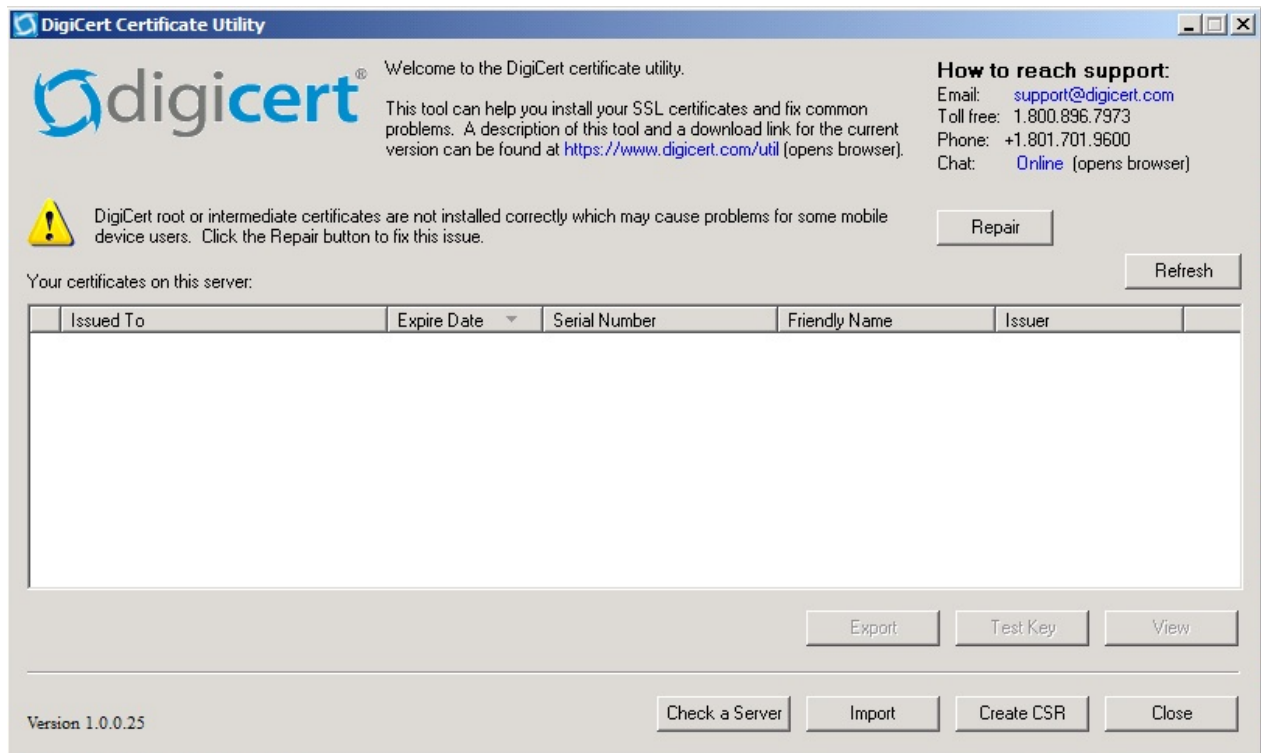 DigiCert Certificate Utility
digicert®
Welcome to the DigiCert certificate utility.
This tool can help you install your SSL certificates and fix common
problems. A description of this tool and a download link for the current
version can be found at https://www.digicert.com/util (opens browser).
How to reach support:
Email: support@digicert.com
Toll free: 1.800.896.7973
Phone: +1.801.701.9600
Chat: Online (opens browser)
DigiCert root or intermediate certificates are not installed correctly which may cause problems for some mobile
device users. Click the Repair button to fix this issue.
Repair
Refresh
Your certificates on this server:
Issued To Expire Date Serial Number Friendly Name Issuer
Export Test Key View
Version 1.0.0.25
Check a Server Import Create CSR Close